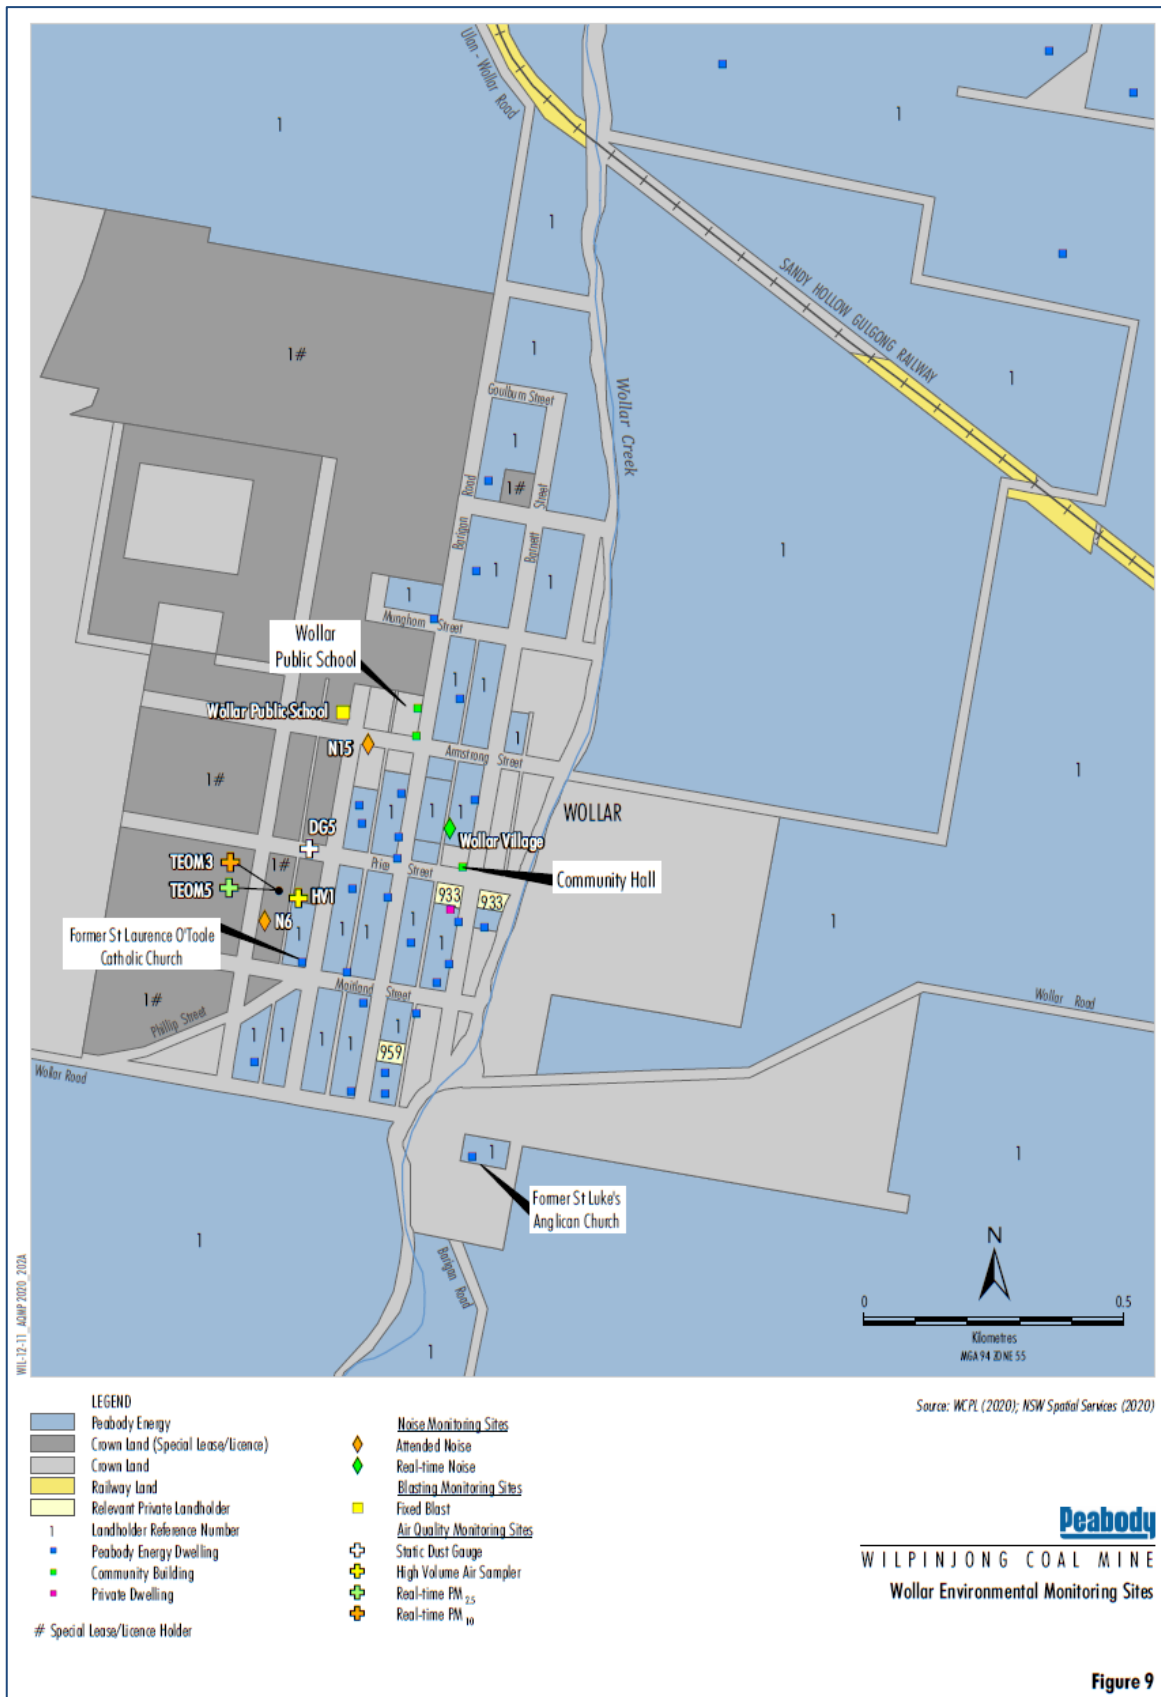 Ulan - Wollar Road
1
1
1
SANDY HOLLOW GULGONG RAILWAY
1#
1
1
Goulburn Street
Wollar Creek
1
1#
Barigan Road
Barnett Street
1
1
1
1
Mungham Street
Wollar
Public School
1
1
Wollar Public School
N15
1
Armstrong Street
1
1#
1
1
1
DG5
Wollar Village
WOLLAR
TEOM3
1#
Price Street
Community Hall
TEOM5
HV1
933
933
N6
1
Former St Laurence O'Toole
Catholic Church
1
1
1
1
1
1#
Maitland Street
Phillip Street
1
1
1
1
1
959
Wollar Road
Wollar Road
1
1
Former St Luke's
Anglican Church
1
Barigan Road
1
N
0 0.5
Kilometres
MGA 94 ZONE 55
WIL-12-11_AQMP 2020_202A
LEGEND
Peabody Energy
Crown Land (Special Lease/Licence)
Crown Land
Railway Land
Relevant Private Landholder
1 Landholder Reference Number
Peabody Energy Dwelling
Community Building
Private Dwelling
# Special Lease/Licence Holder
Noise Monitoring Sites
Attended Noise
Real-time Noise
Blasting Monitoring Sites
Fixed Blast
Air Quality Monitoring Sites
Static Dust Gauge
High Volume Air Sampler
Real-time PM 2.5
Real-time PM 10
Source: WCPL (2020); NSW Spatial Services (2020)
Peabody
WILPINJONG COAL MINE
Wollar Environmental Monitoring Sites
Figure 9